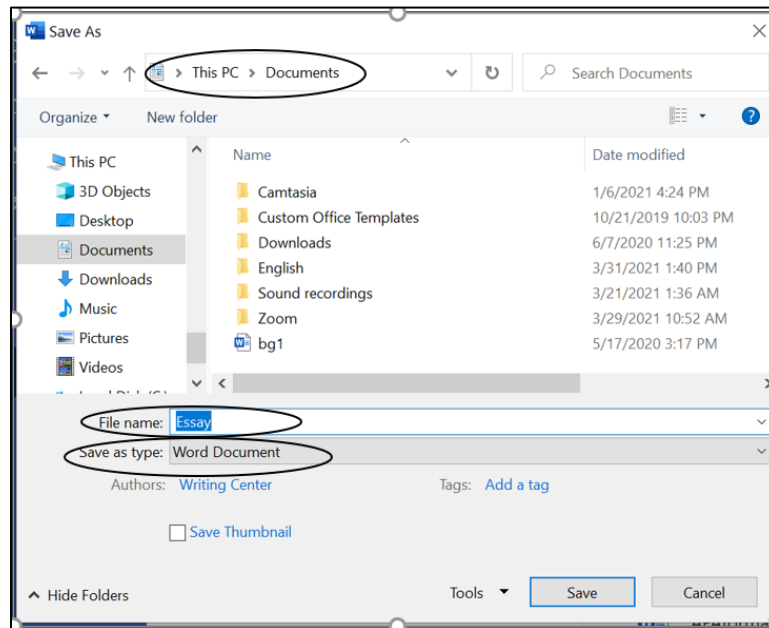 Save As
This PC > Documents
Search Documents
Organize
New folder
Name
Date modified
This PC
3D Objects
Desktop
Documents
Downloads
Music
Pictures
Videos
Camtasia 1/6/2021 4:24 PM
Custom Office Templates 10/21/2019 10:03 PM
Downloads 6/7/2020 11:25 PM
English 3/31/2021 1:40 PM
Sound recordings 3/21/2021 1:36 AM
Zoom 3/29/2021 10:52 AM
bg1 5/17/2020 3:17 PM
File name: Essay
Save as type: Word Document
Authors: Writing Center
Tags: Add a tag
Save Thumbnail
Hide Folders
Tools
Save
Cancel